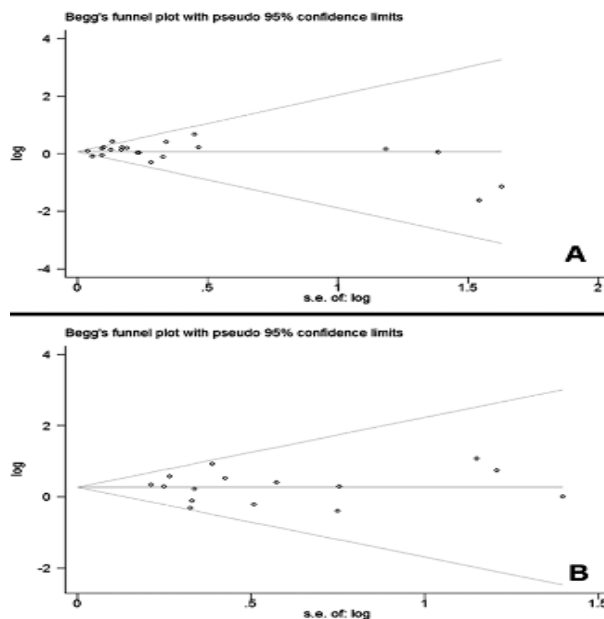 Begg's funnel plot with pseudo 95% confidence limits
4
2
0
-2
-4
log
0 .5 1 1.5 2
s.e. of: log
A
Begg's funnel plot with pseudo 95% confidence limits
4
2
0
-2
log
0 .5 1 1.5
s.e. of: log
B